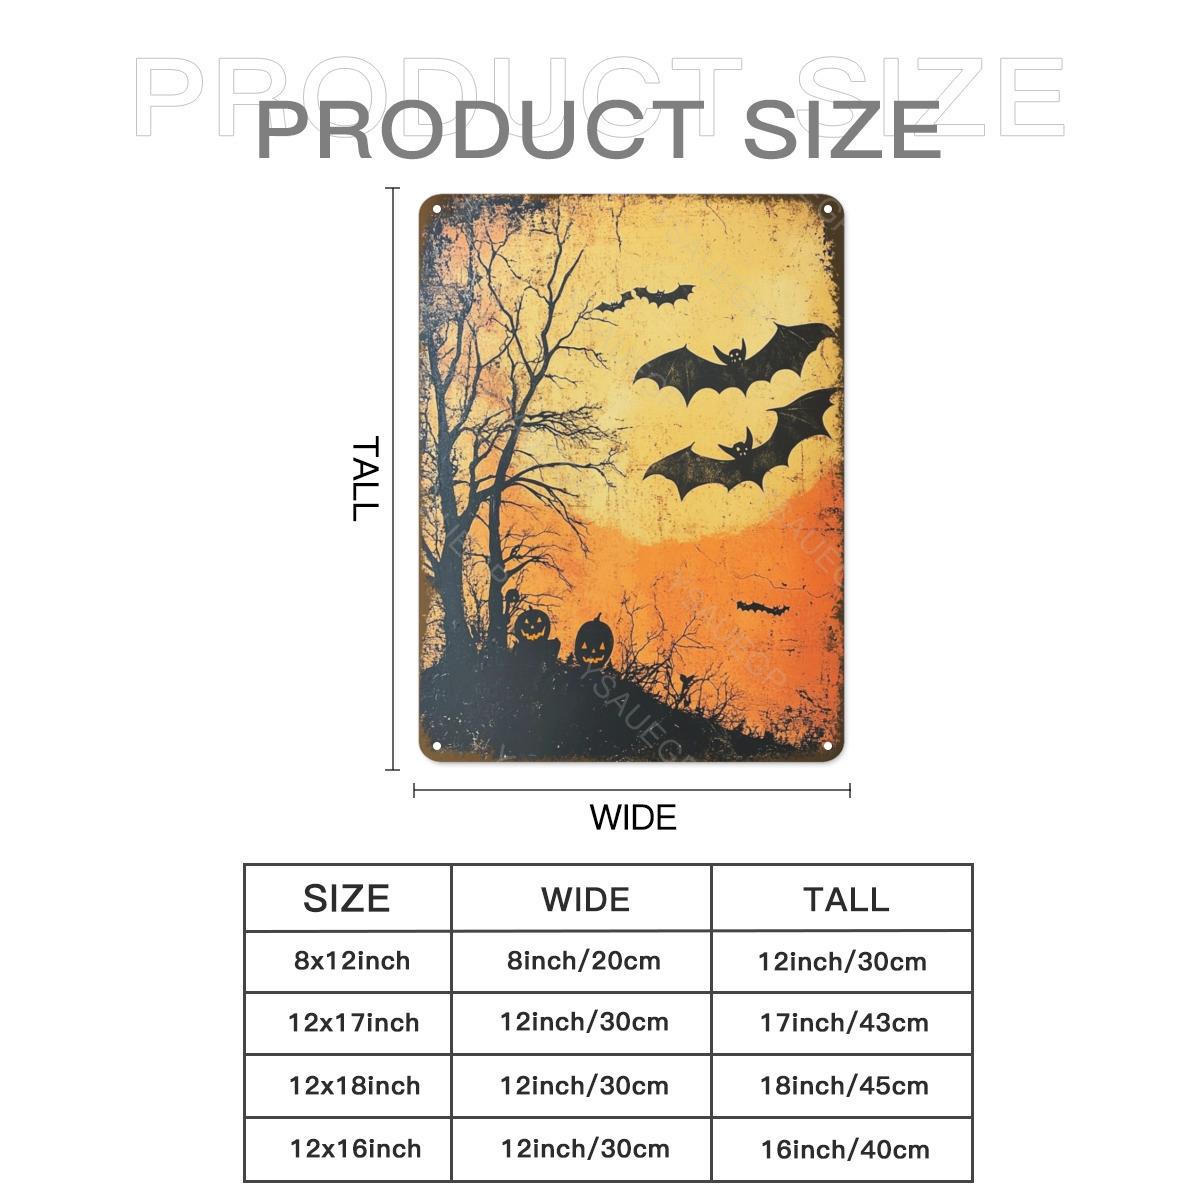 PRODUCT SIZE
PRODUCT SIZE
TALL
WIDE
SIZE WIDE TALL
8x12inch 8inch/20cm 12inch/30cm
12x17inch 12inch/30cm 17inch/43cm
12x18inch 12inch/30cm 18inch/45cm
12x16inch 12inch/30cm 16inch/40cm